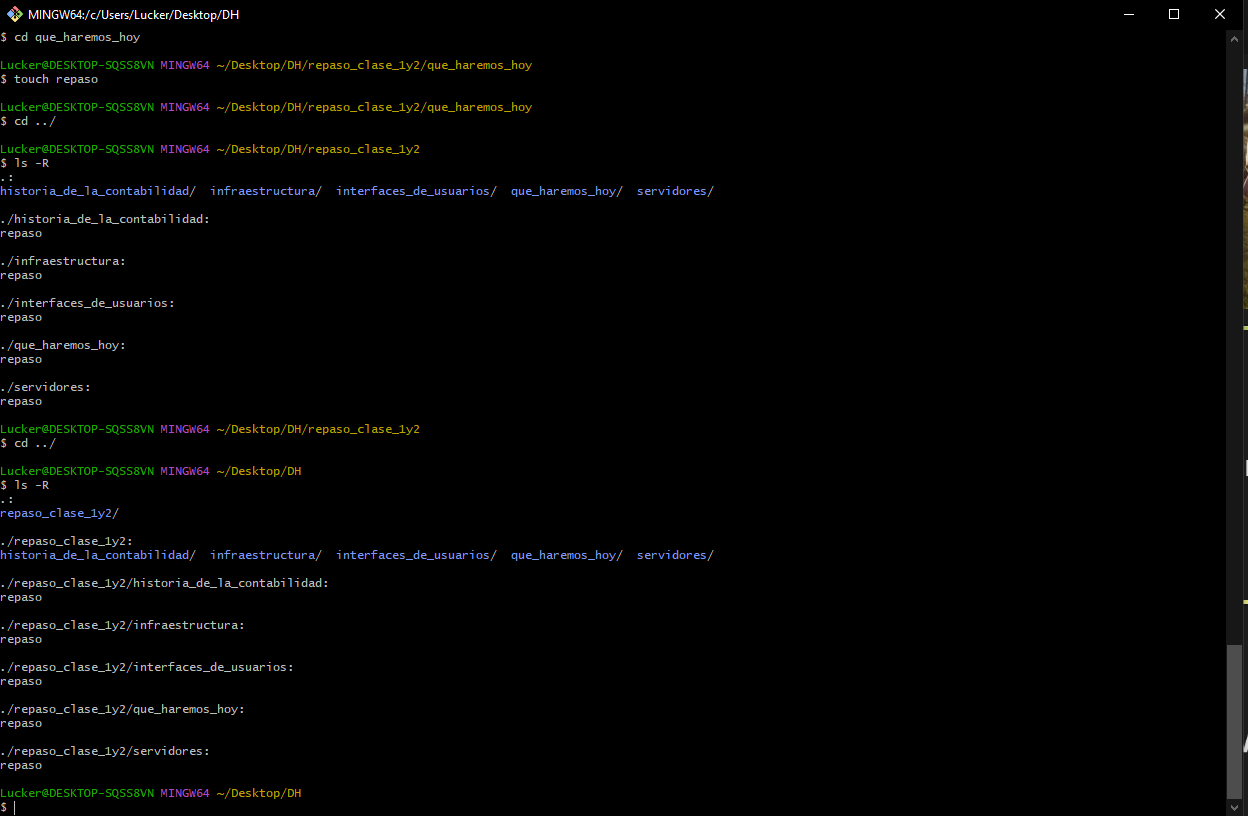 MINGW64:/c/Users/Lucker/Desktop/DH
$ cd que_haremos_hoy
Lucker@DESKTOP-SQSS8VN MINGW64 ~/Desktop/DH/repaso_clase_1y2/que_haremos_hoy
$ touch repaso
Lucker@DESKTOP-SQSS8VN MINGW64 ~/Desktop/DH/repaso_clase_1y2/que_haremos_hoy
$ cd ../
Lucker@DESKTOP-SQSS8VN MINGW64 ~/Desktop/DH/repaso_clase_1y2
$ ls -R
.:
historia_de_la_contabilidad/  infraestructura/  interfaces_de_usuarios/  que_haremos_hoy/  servidores/
./historia_de_la_contabilidad:
repaso
./infraestructura:
repaso
./interfaces_de_usuarios:
repaso
./que_haremos_hoy:
repaso
./servidores:
repaso
Lucker@DESKTOP-SQSS8VN MINGW64 ~/Desktop/DH/repaso_clase_1y2
$ cd ../
Lucker@DESKTOP-SQSS8VN MINGW64 ~/Desktop/DH
$ ls -R
.:
repaso_clase_1y2/
./repaso_clase_1y2:
historia_de_la_contabilidad/  infraestructura/  interfaces_de_usuarios/  que_haremos_hoy/  servidores/
./repaso_clase_1y2/historia_de_la_contabilidad:
repaso
./repaso_clase_1y2/infraestructura:
repaso
./repaso_clase_1y2/interfaces_de_usuarios:
repaso
./repaso_clase_1y2/que_haremos_hoy:
repaso
./repaso_clase_1y2/servidores:
repaso
Lucker@DESKTOP-SQSS8VN MINGW64 ~/Desktop/DH
$